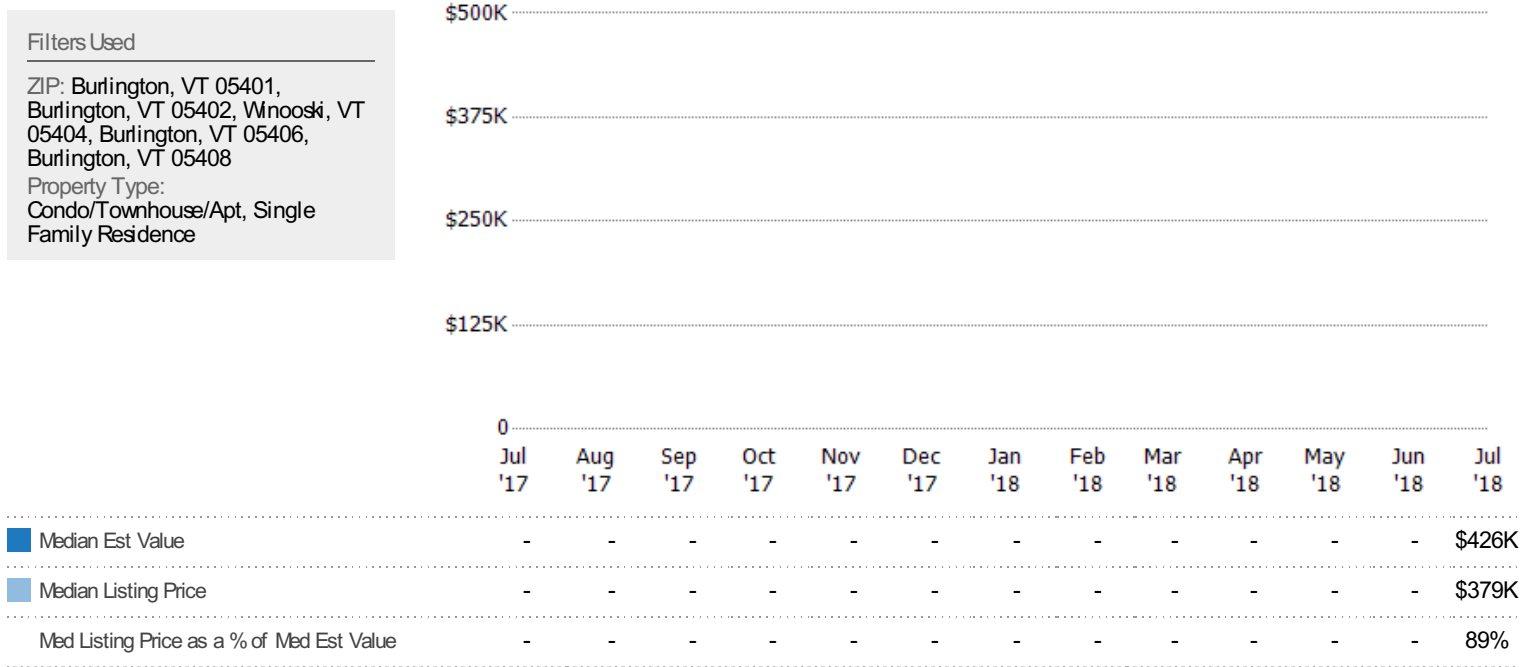 Filters Used
ZIP: Burlington, VT 05401,
Burlington, VT 05402, Winooski, VT
05404, Burlington, VT 05406,
Burlington, VT 05408
Property Type:
Condo/Townhouse/Apt, Single
Family Residence
$500K
$375K
$250K
$125K
0
Jul Aug Sep Oct Nov Dec Jan Feb Mar Apr May Jun Jul
'17 '17 '17 '17 '17 '17 '18 '18 '18 '18 '18 '18 '18
Median Est Value - - - - - - - - - - - - $426K
Median Listing Price - - - - - - - - - - - - $379K
Med Listing Price as a % of Med Est Value - - - - - - - - - - - - 89%